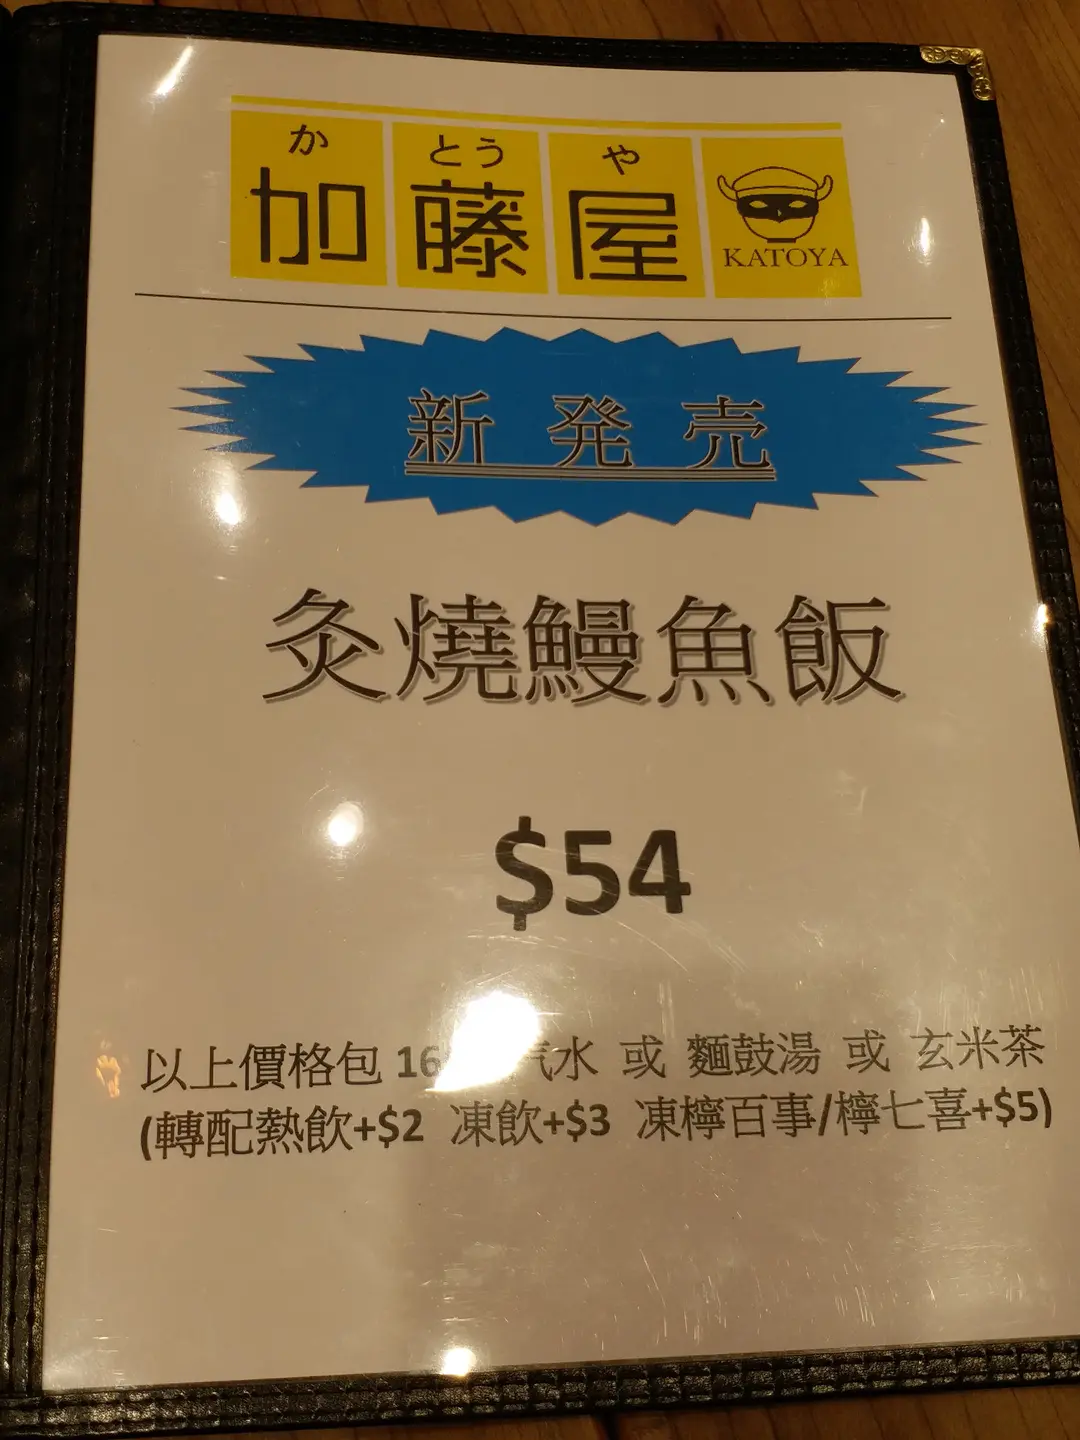 か とう や
加 藤 屋 KATOYA
新 発 売
炙燒鰻魚飯
$54
以上價格包 16 汽水 或 麵鼓湯 或 玄米茶
(轉配熱飲+$2 凍飲+$3 凍檸百事/檸七喜+$5)